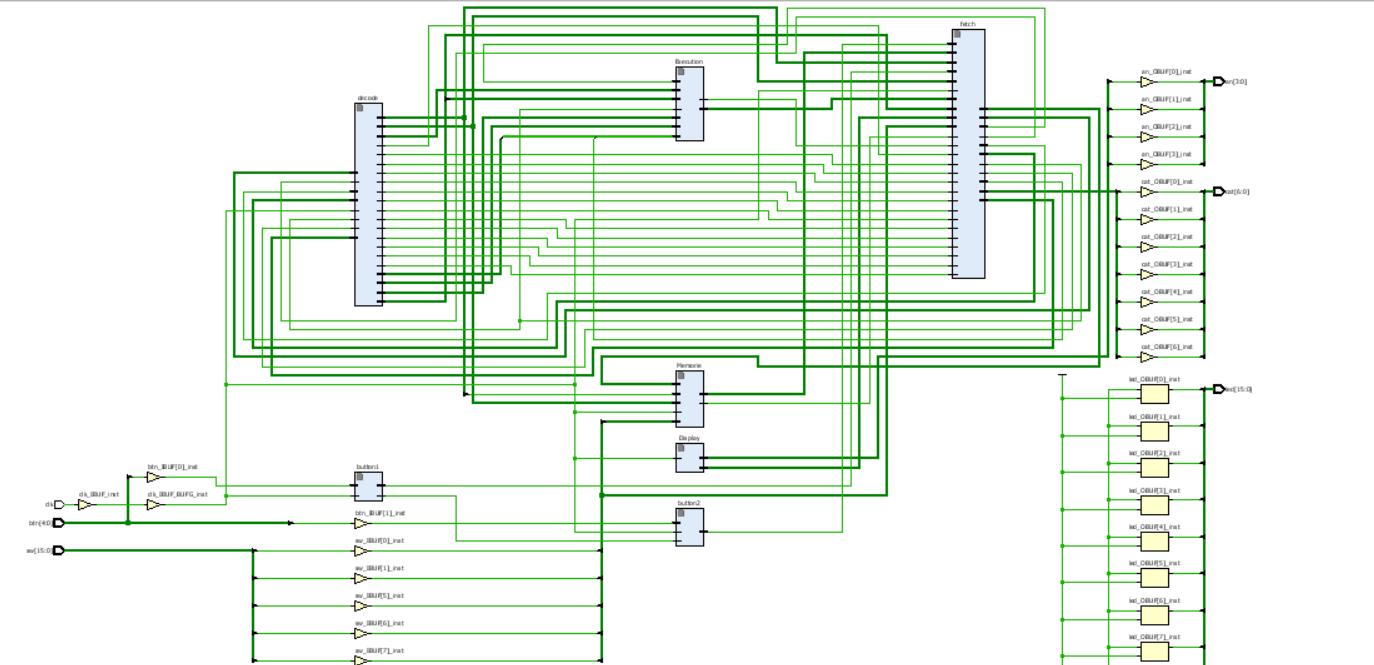 fetch
Execution
decode
an_OBUF[0]_inst
an[3:0]
an_OBUF[1]_inst
an_OBUF[2]_inst
an_OBUF[3]_inst
cat_OBUF[0]_inst
cat[6:0]
cat_OBUF[1]_inst
cat_OBUF[2]_inst
cat_OBUF[3]_inst
cat_OBUF[4]_inst
cat_OBUF[5]_inst
cat_OBUF[6]_inst
Memorie
led_OBUF[0]_inst
led[15:0]
led_OBUF[1]_inst
Display
led_OBUF[2]_inst
btn_IBUF[0]_inst
button1
clk_IBUF_inst
clk_IBUF_BUFG_inst
led_OBUF[3]_inst
clk
button2
btn[4:0]
btn_IBUF[1]_inst
led_OBUF[4]_inst
sw[15:0]
sw_IBUF[0]_inst
led_OBUF[5]_inst
sw_IBUF[1]_inst
sw_IBUF[5]_inst
led_OBUF[6]_inst
sw_IBUF[6]_inst
led_OBUF[7]_inst
sw_IBUF[7]_inst